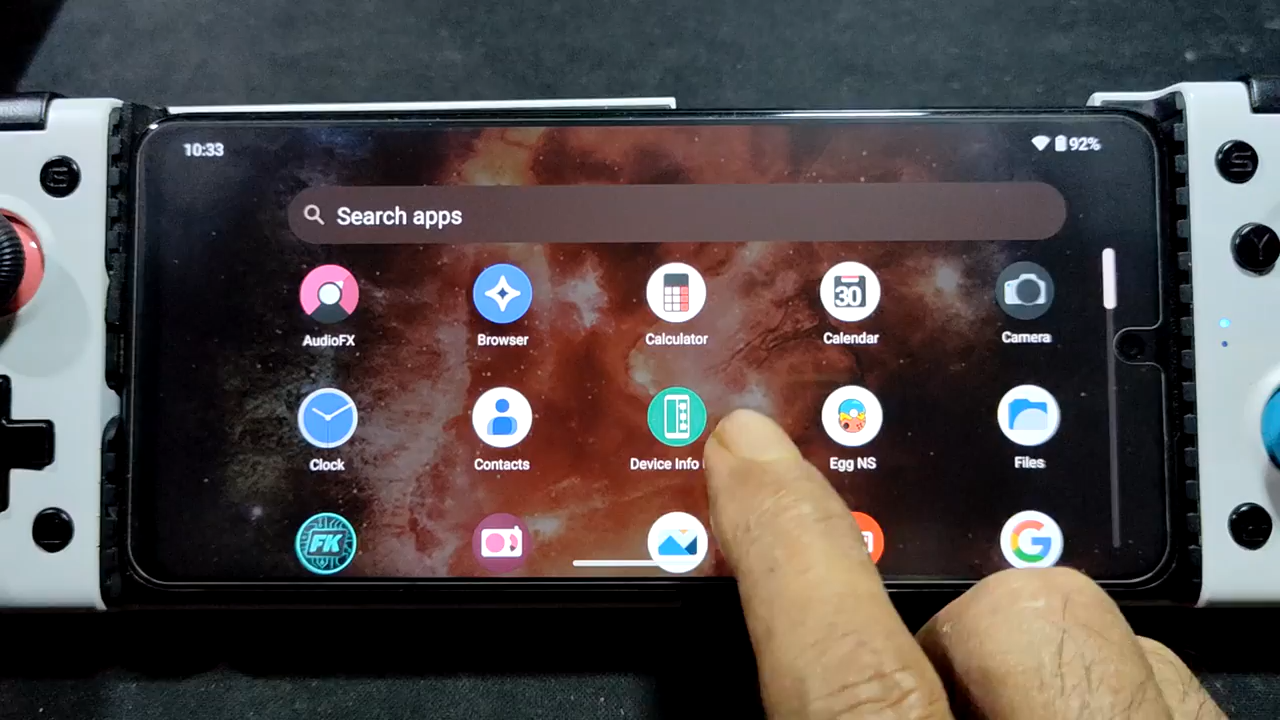 10:33
92%
Search apps
AudioFX
Browser
30
Calculator
Calendar
Camera
Clock
Contacts
Device Info
Egg NS
Files
FK
G
S
S
Y